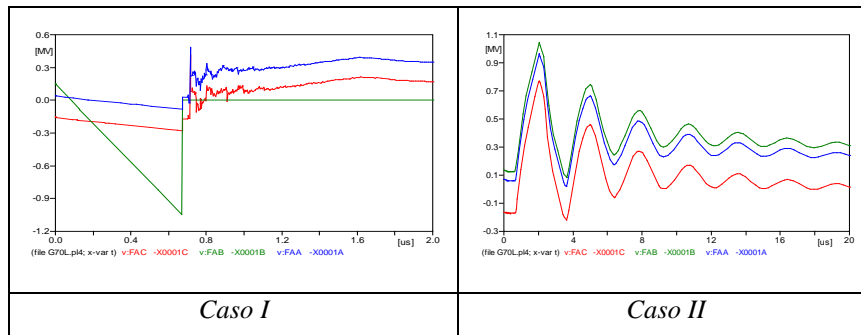 0.6
[MV]
0.3
0.0
-0.3
-0.6
-0.9
-1.2
0.0 0.4 0.8 1.2 1.6 [us] 2.0
(file G70L.pl4; x-var t) v:FAC -X0001C v:FAB -X0001B v:FAA -X0001A
1.1
[MV]
0.9
0.7
0.5
0.3
0.1
-0.1
-0.3
0 4 8 12 16 [us] 20
(file G70L.pl4; x-var t) v:FAC -X0001C v:FAB -X0001B v:FAA -X0001A
Caso I
Caso II